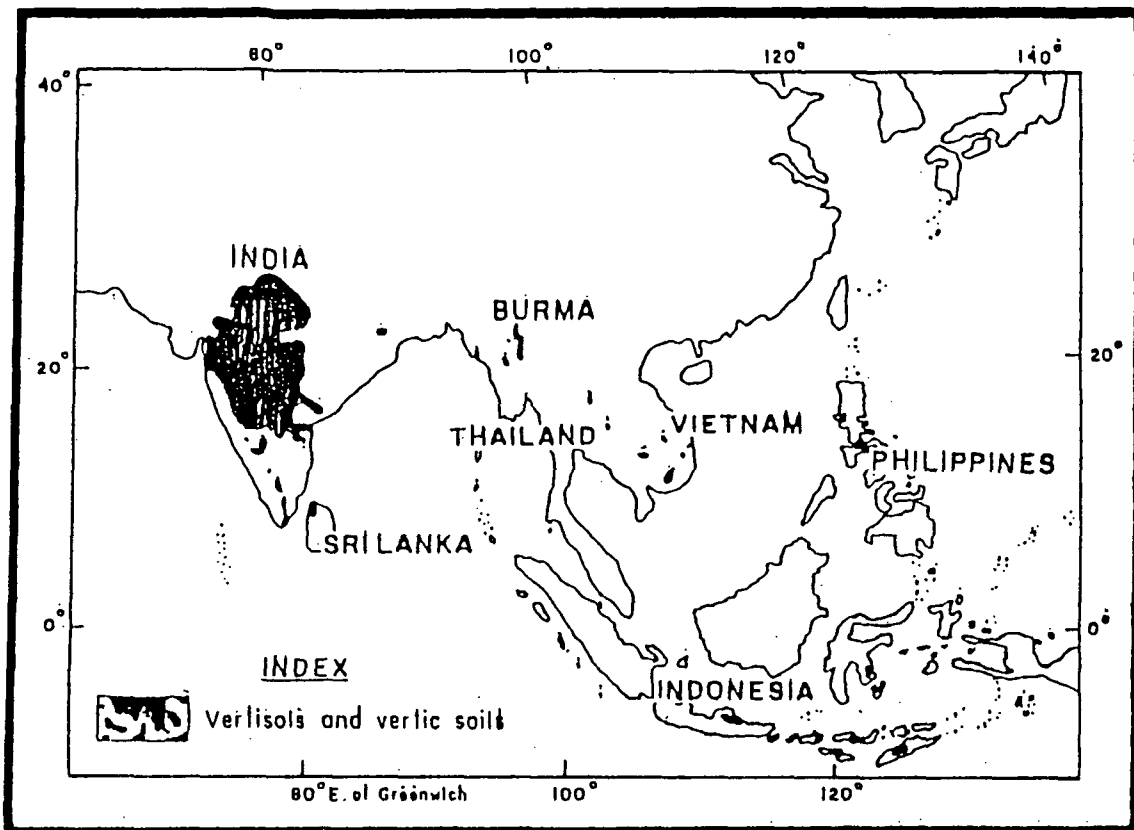 80° 100° 120° 140°
40°
INDIA
BURMA
20° 20°
THAILAND VIETNAM
PHILIPPINES
SRI LANKA
0° 0°
INDEX
INDONESIA
Vertisols and vertic soils
80° E. of Greenwich 100° 120°